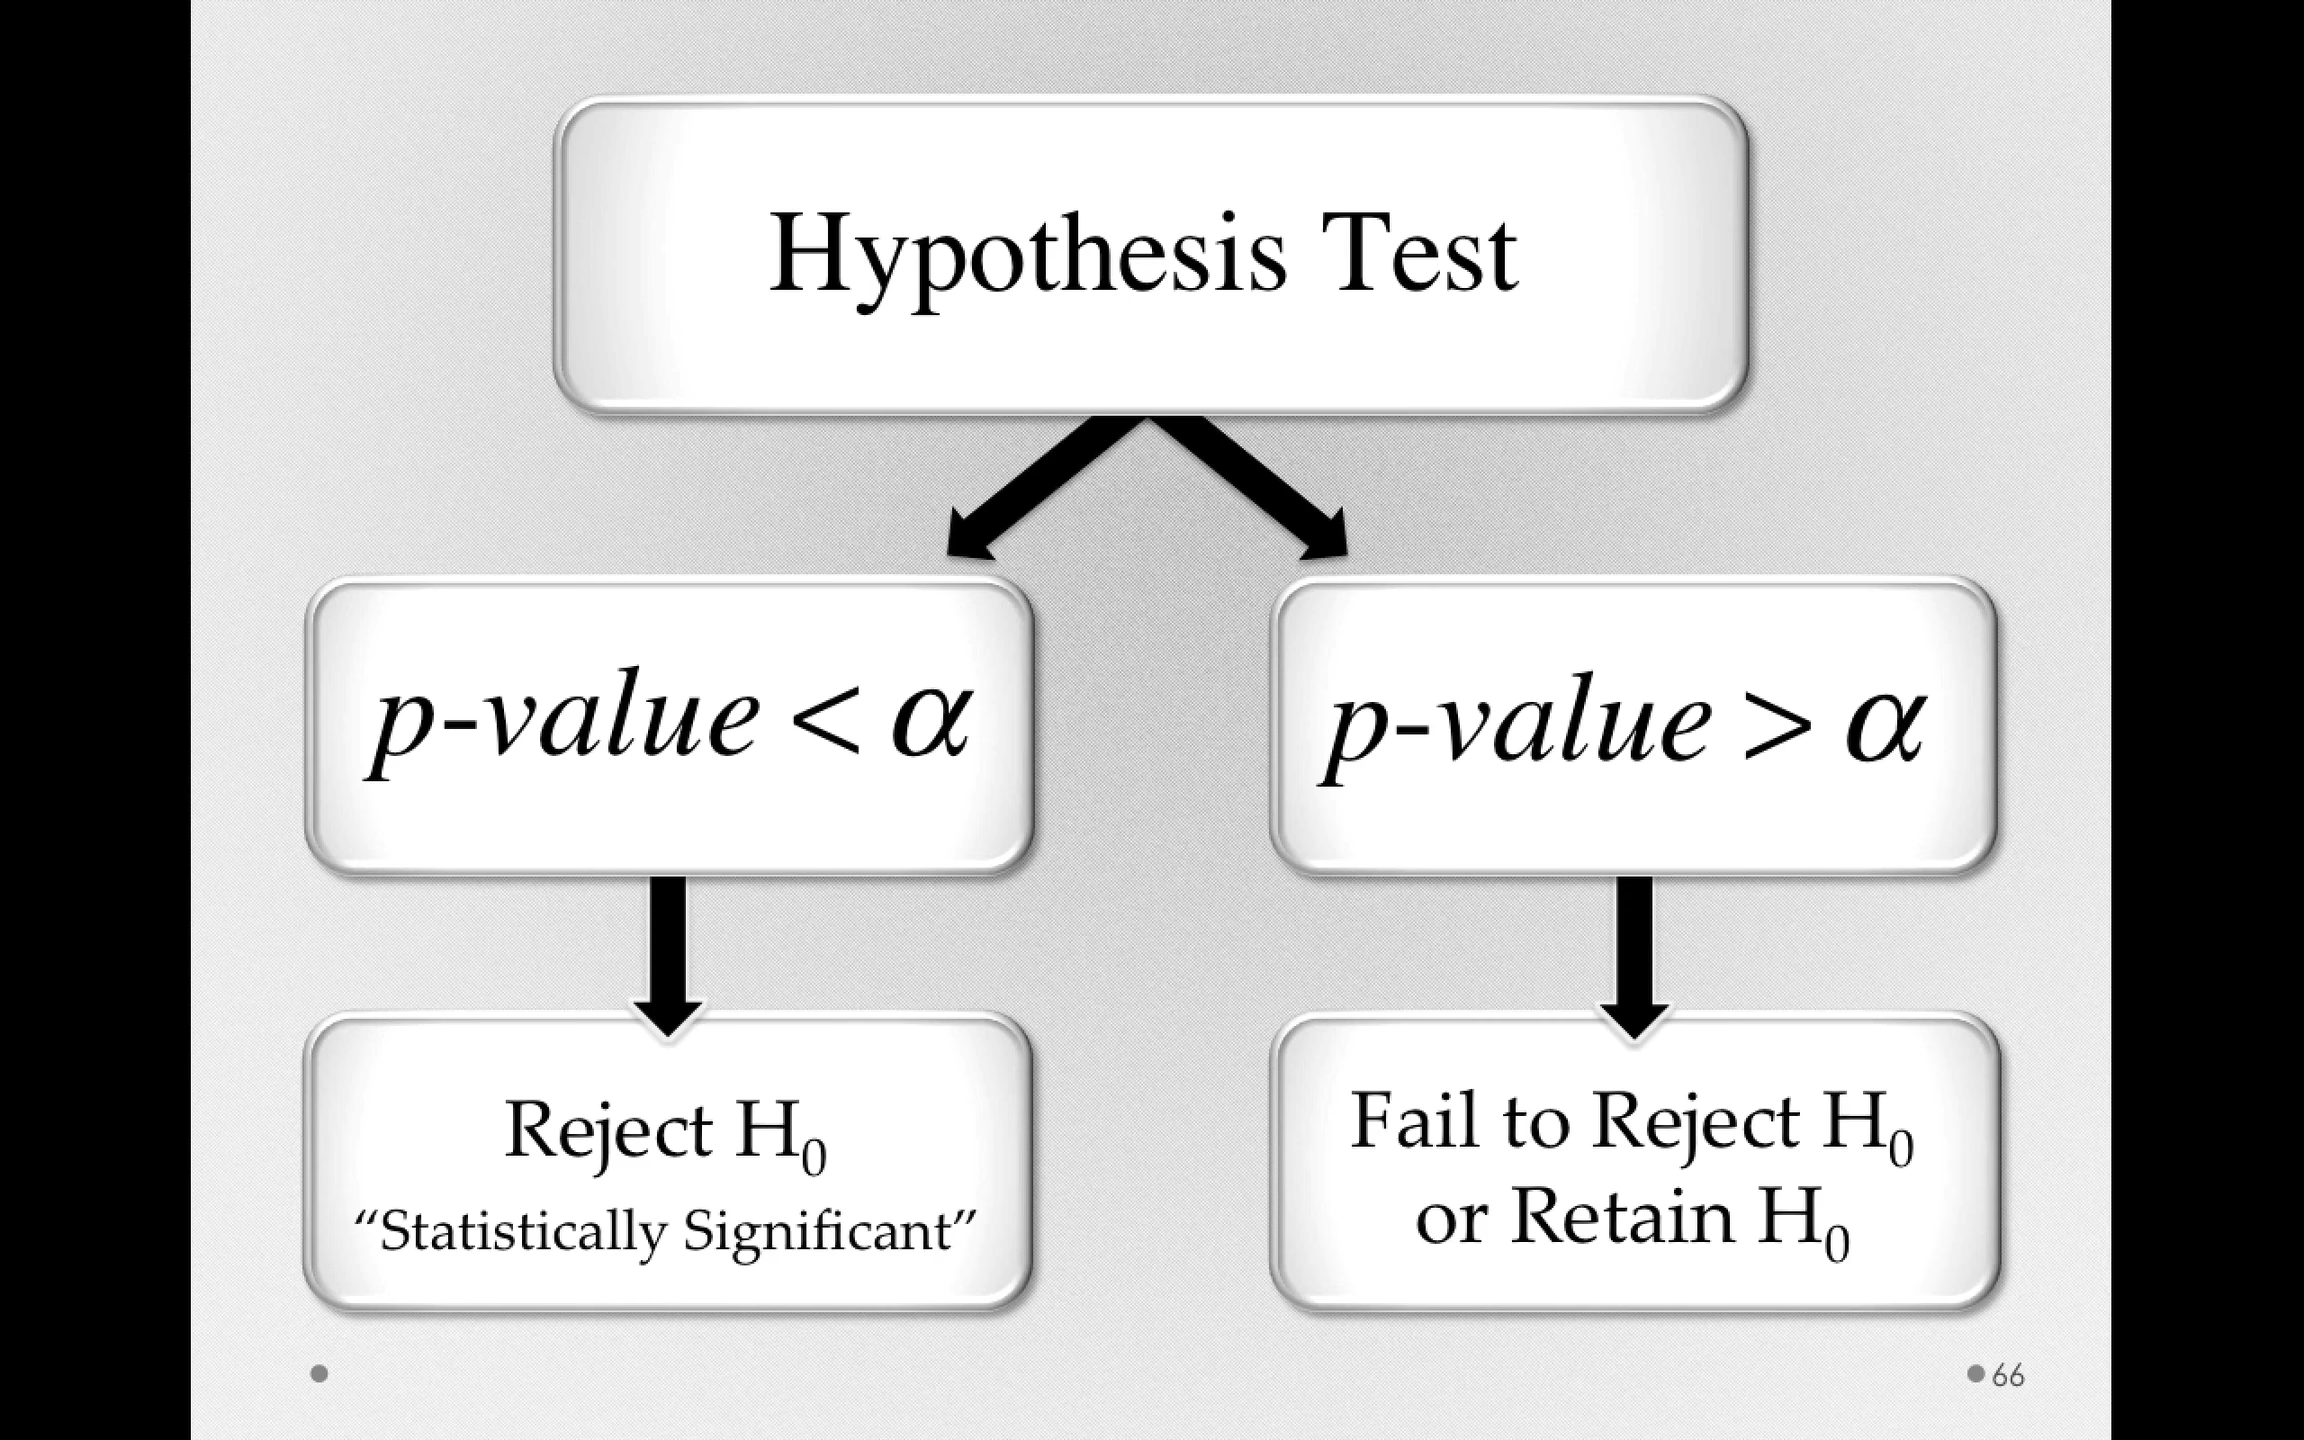 Hypothesis Test
p-value < α
p-value > α
Reject H₀
“Statistically Significant”
Fail to Reject H₀
or Retain H₀
66